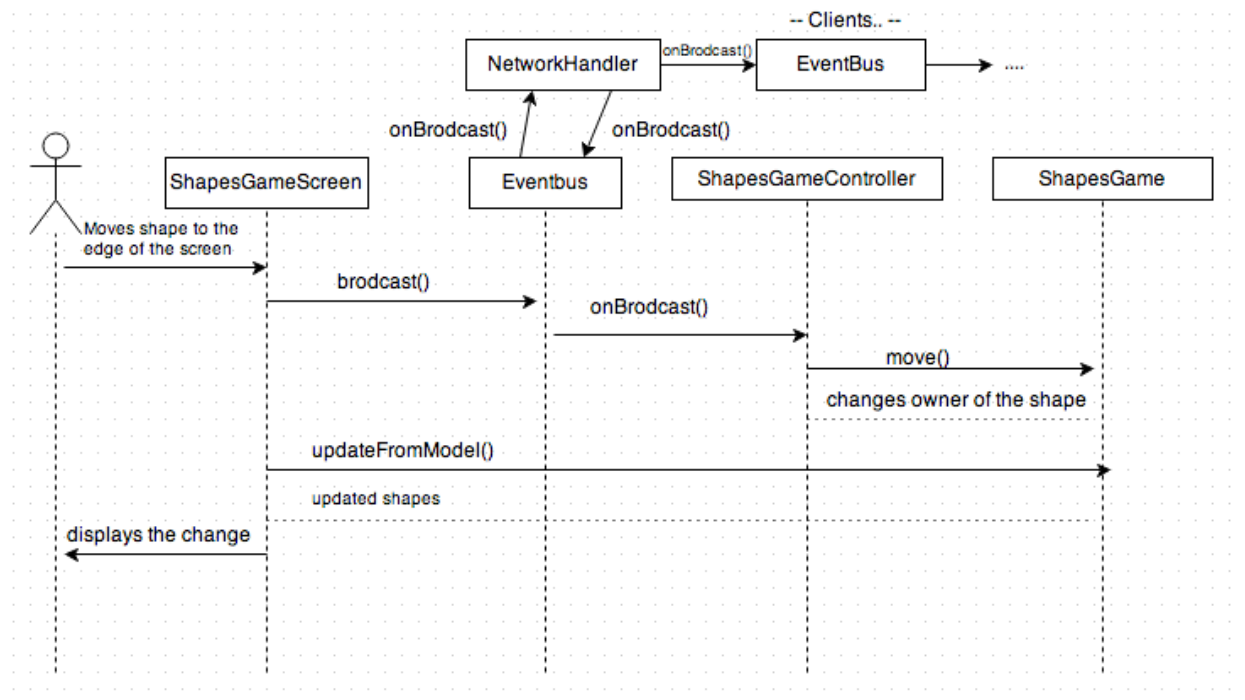 -- Clients.. --
NetworkHandler
onBrodcast()
EventBus
....
onBrodcast()
onBrodcast()
ShapesGameScreen
Eventbus
ShapesGameController
ShapesGame
Moves shape to the
edge of the screen
brodcast()
onBrodcast()
move()
changes owner of the shape
updateFromModel()
updated shapes
displays the change